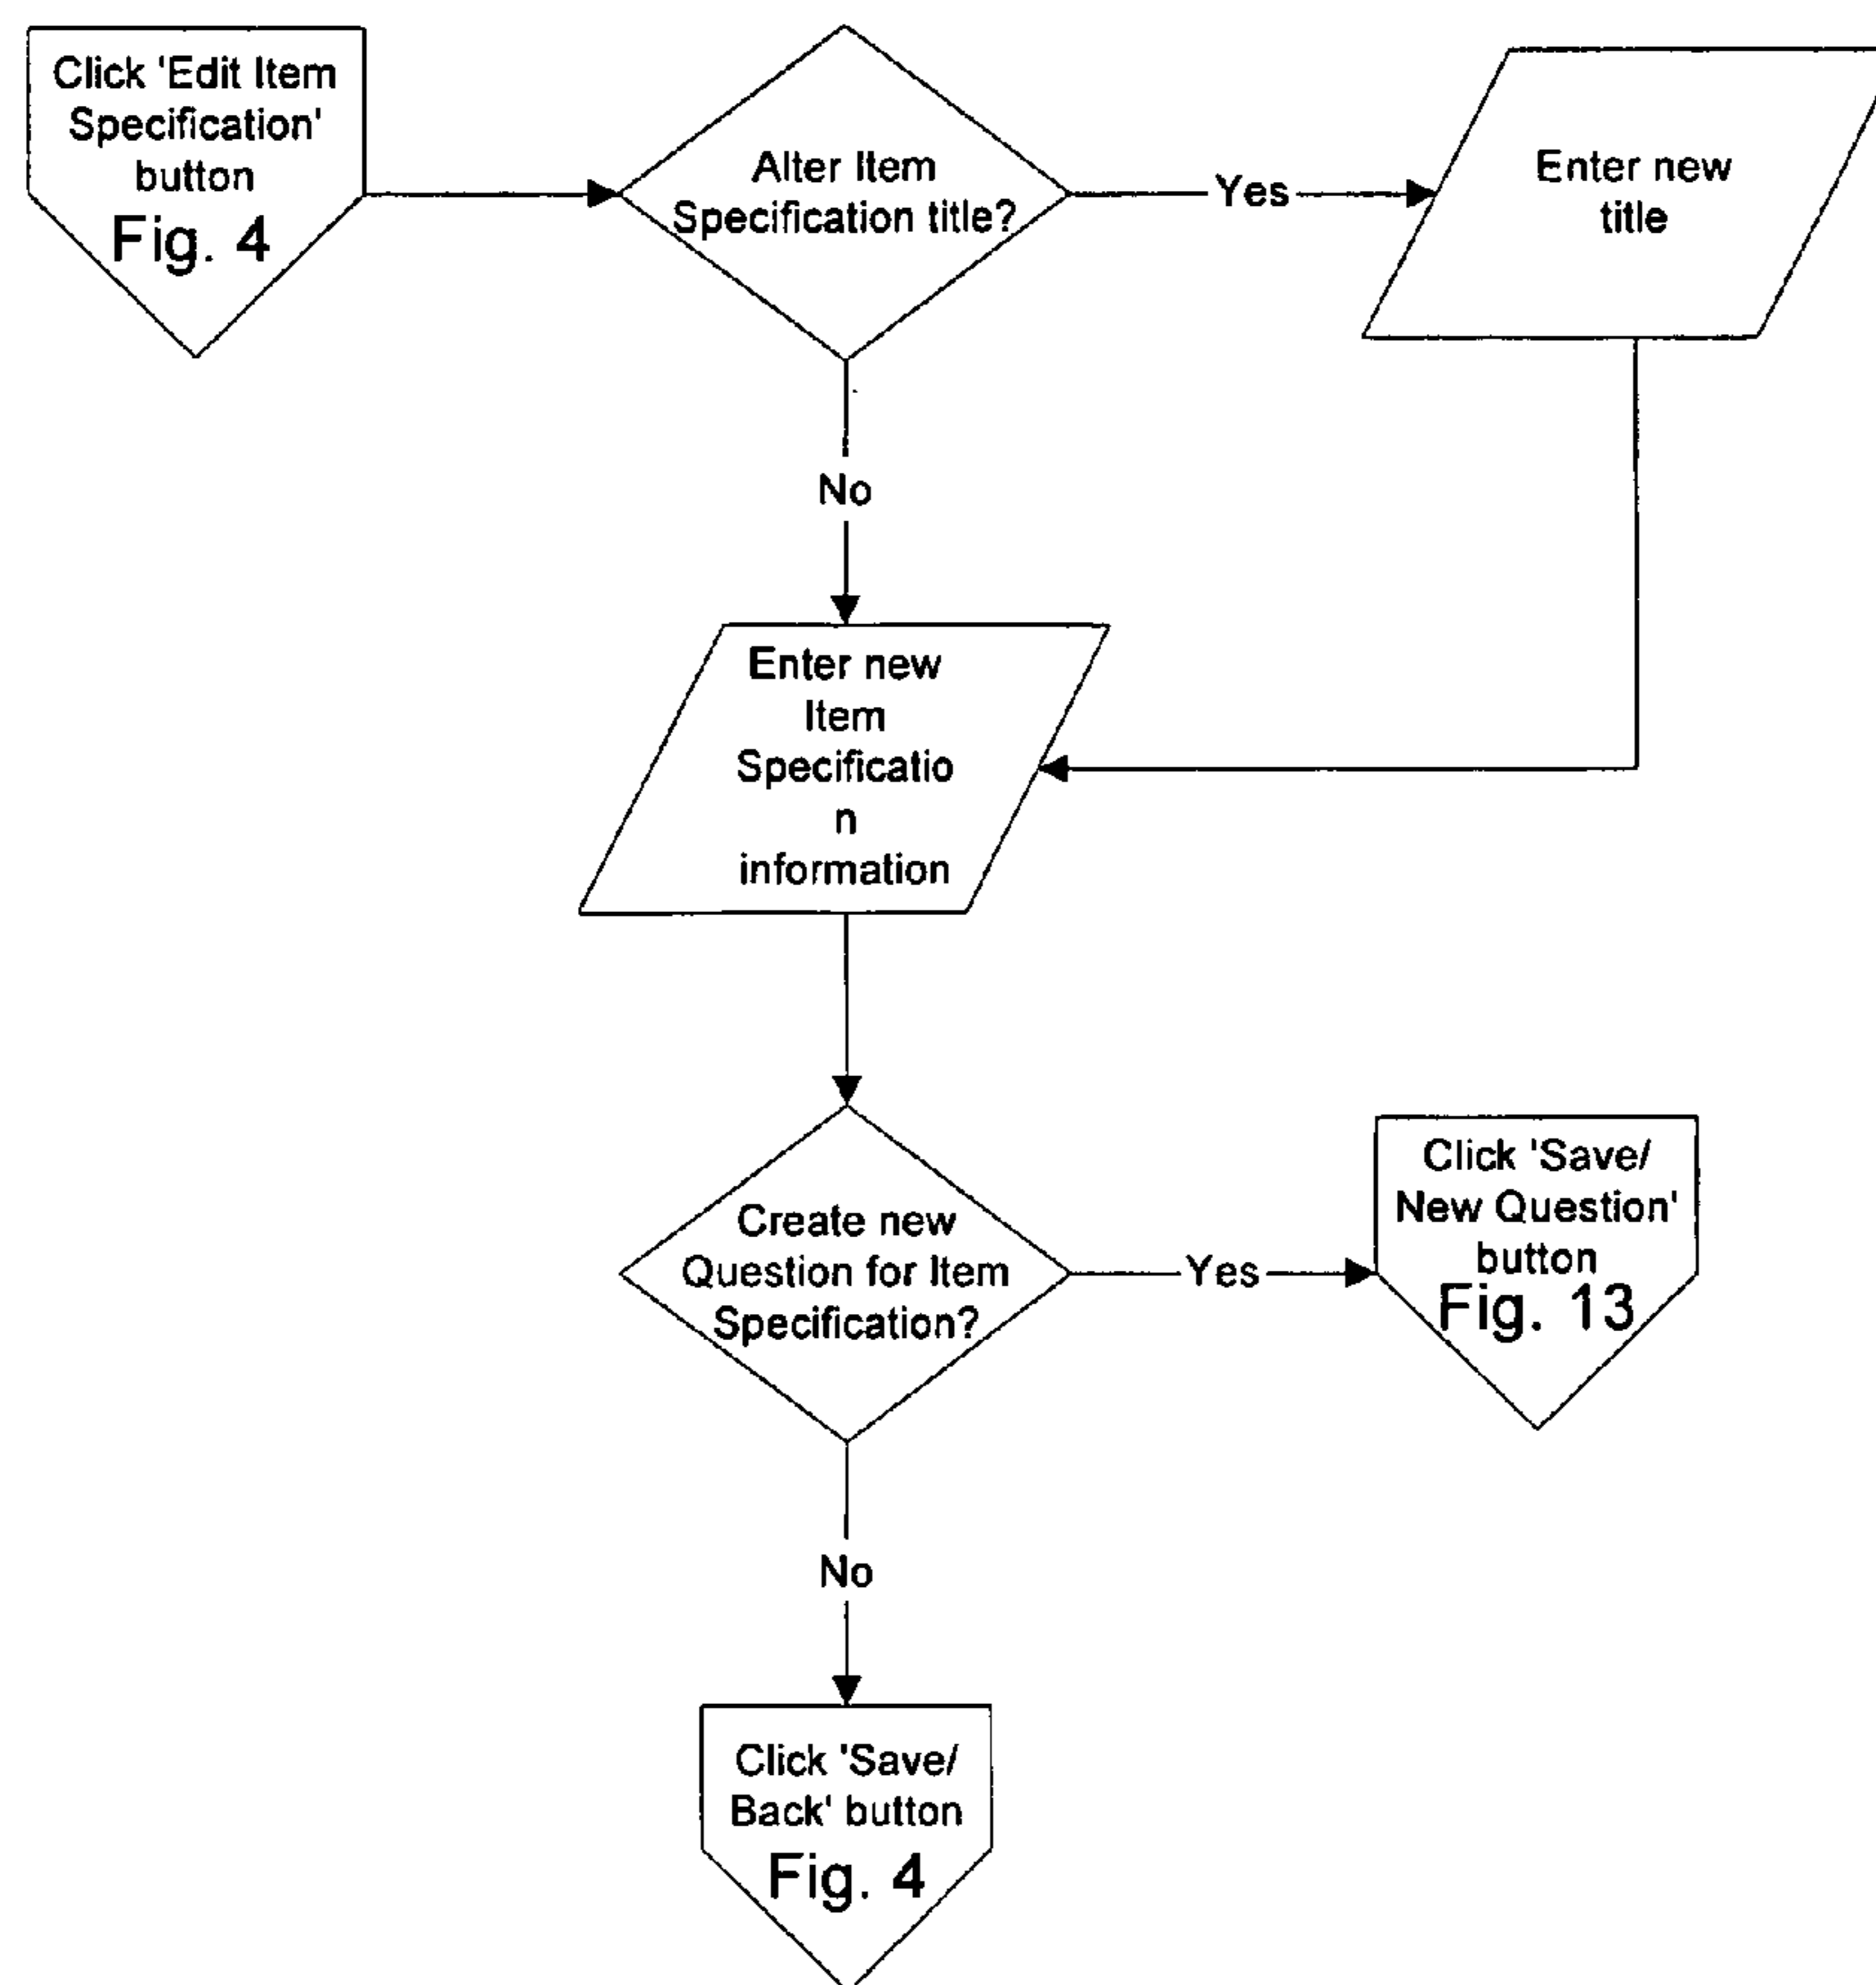 Click 'Edit Item
Specification'
button
Fig. 4
Alter Item
Specification title?
Yes
Enter new
title
No
Enter new
Item
Specificatio
n
information
Create new
Question for Item
Specification?
Yes
Click 'Save/
New Question'
button
Fig. 13
No
Click 'Save/
Back' button
Fig. 4